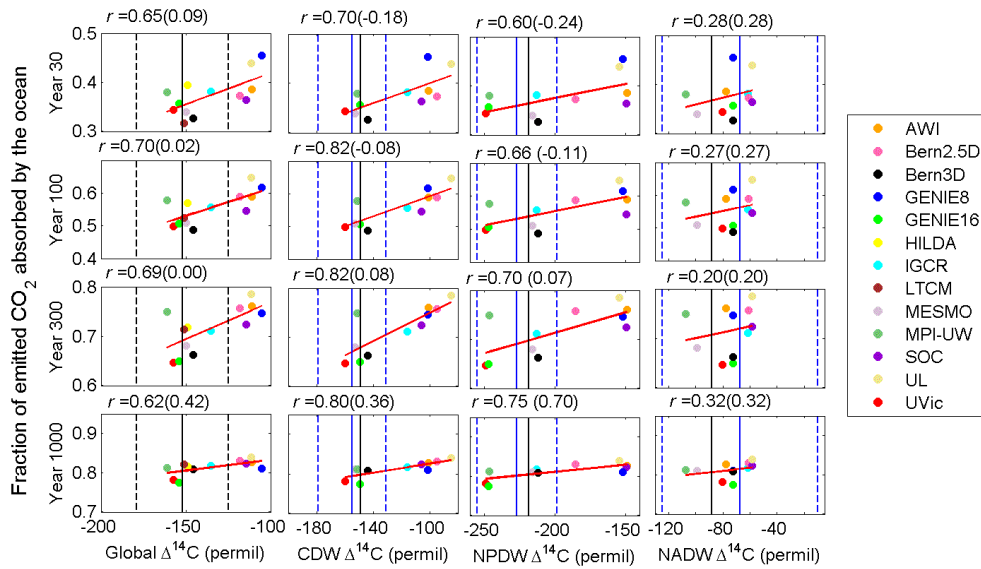 r =0.65(0.09)
r =0.70(-0.18)
r =0.60(-0.24)
r =0.28(0.28)
0.5
0.4
0.3
Year 30
r =0.70(0.02)
r =0.82(-0.08)
r =0.66 (-0.11)
r =0.27(0.27)
0.6
0.5
0.4
Year 100
r =0.69(0.00)
r =0.82(0.08)
r =0.70 (0.07)
r =0.20(0.20)
0.8
0.7
0.6
Year 300
r =0.62(0.42)
r =0.80(0.36)
r =0.75 (0.70)
r =0.32(0.32)
0.9
0.8
0.7
Year 1000
Fraction of emitted CO2 absorbed by the ocean
-200 -150 -100
-180 -140 -100
-250 -200 -150
-120 -80 -40
Global Δ14C (permil)
CDW Δ14C (permil)
NPDW Δ14C (permil)
NADW Δ14C (permil)
AWI
Bern2.5D
Bern3D
GENIE8
GENIE16
HILDA
IGCR
LTCM
MESMO
MPI-UW
SOC
UL
UVic